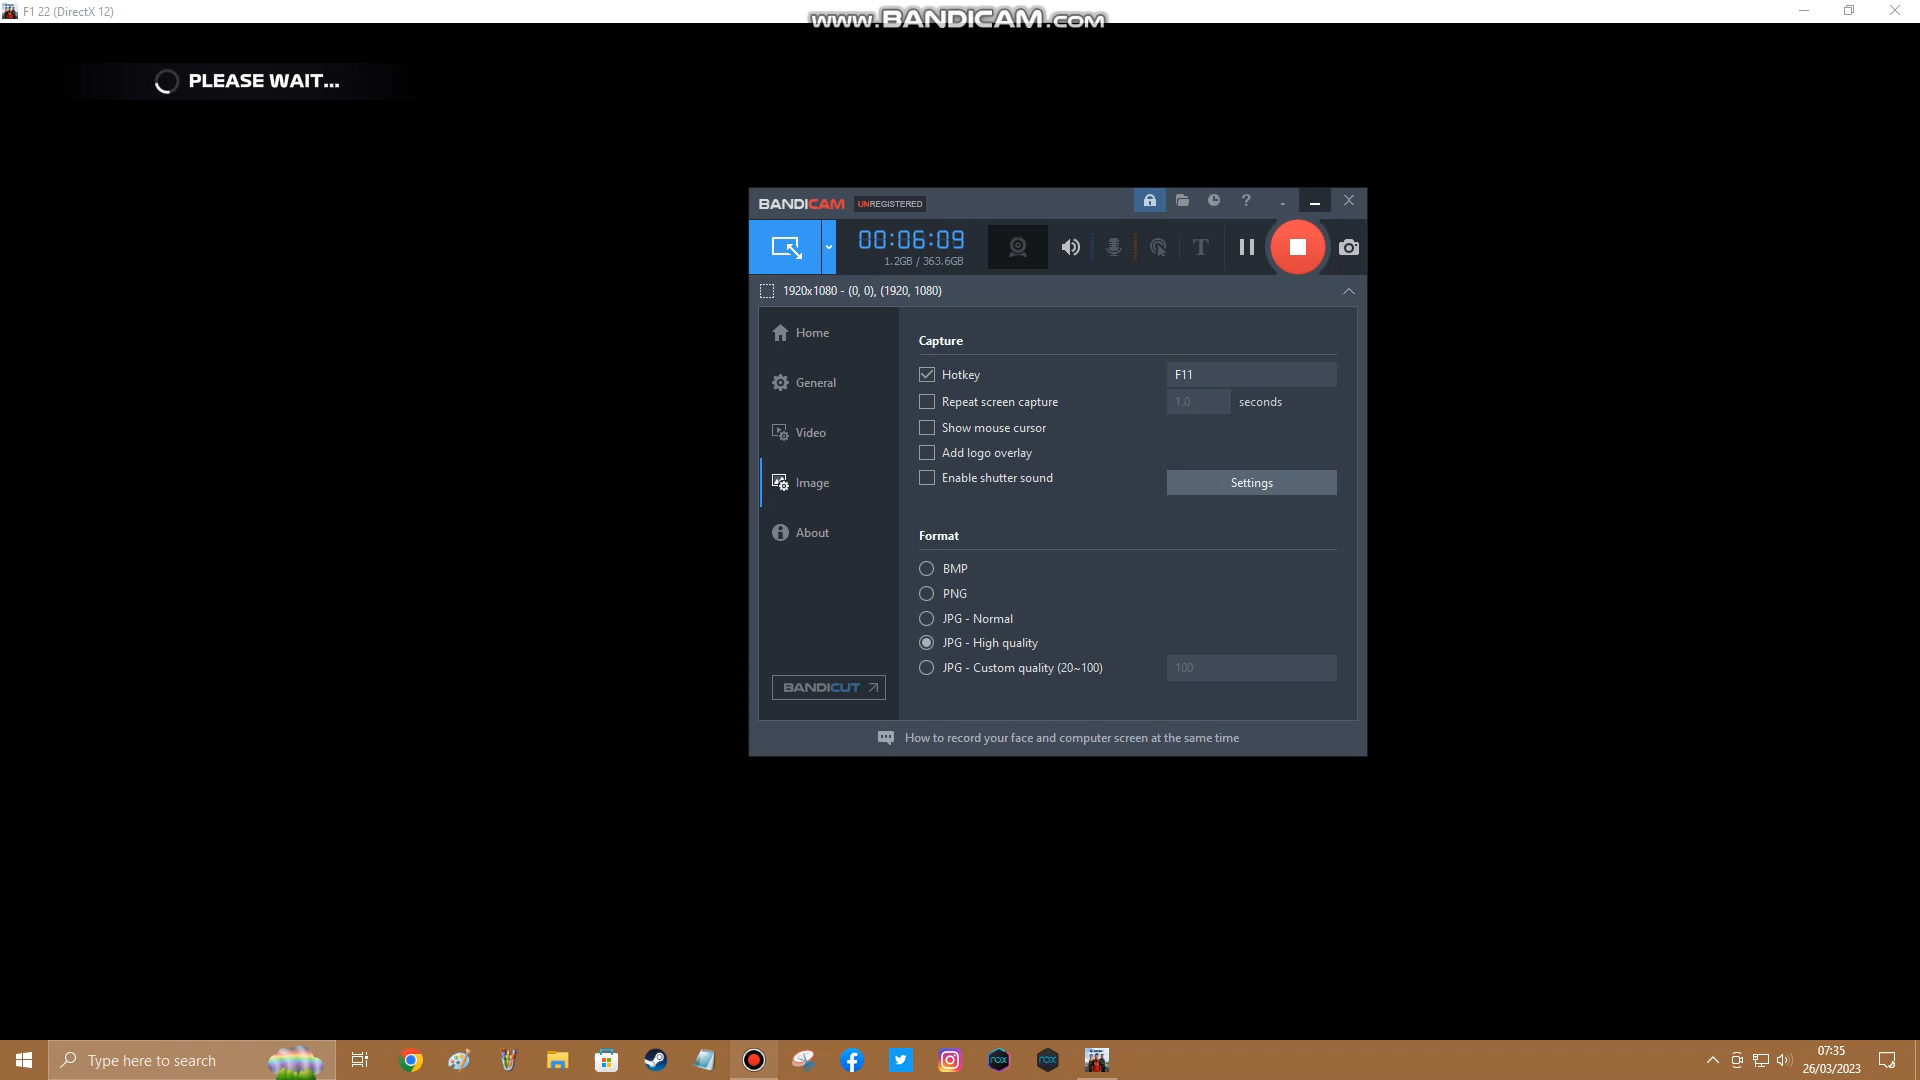 F1 22 (DirectX 12)
www.BANDICAM.com
PLEASE WAIT...
BANDICAM UNREGISTERED
00:06:09
1.2GB / 363.6GB
1920x1080 - (0, 0), (1920, 1080)
Home
General
Video
Image
About
BANDICUT
Capture
Hotkey F11
Repeat screen capture 1.0 seconds
Show mouse cursor
Add logo overlay
Enable shutter sound
Settings
Format
BMP
PNG
JPG - Normal
JPG - High quality
JPG - Custom quality (20~100) 100
How to record your face and computer screen at the same time
Type here to search
nox
nox
07:35
26/03/2023